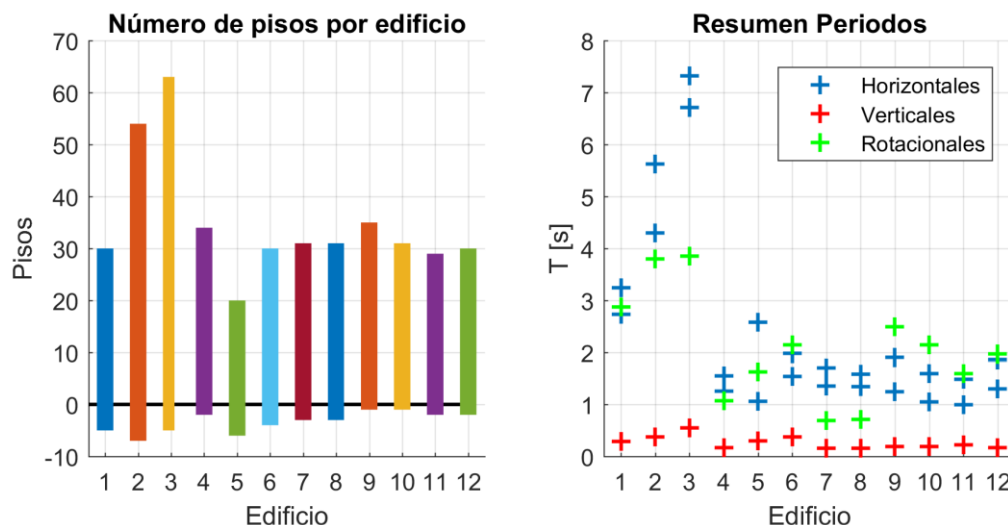 Número de pisos por edificio
70
60
50
40
30
20
10
0
-10
Pisos
1 2 3 4 5 6 7 8 9 10 11 12
Edificio
Resumen Periodos
8
7
6
5
4
3
2
1
0
T [s]
Horizontales
Verticales
Rotacionales
1 2 3 4 5 6 7 8 9 10 11 12
Edificio